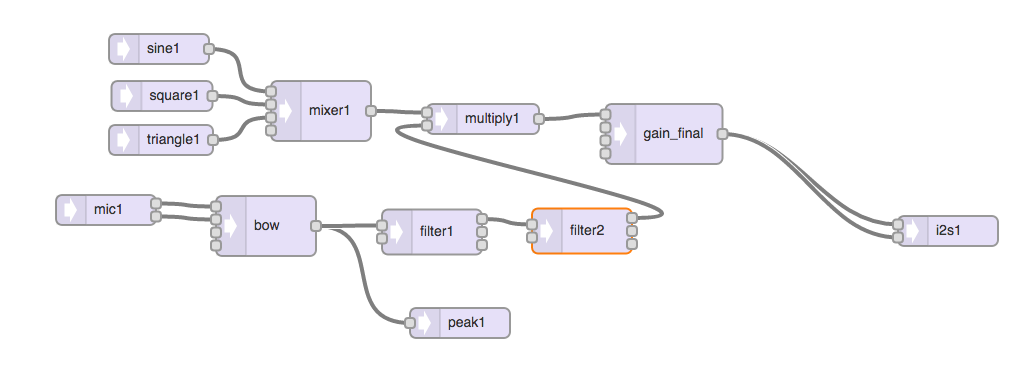 sine1
square1
triangle1
mixer1
multiply1
gain_final
mic1
bow
filter1
filter2
i2s1
peak1